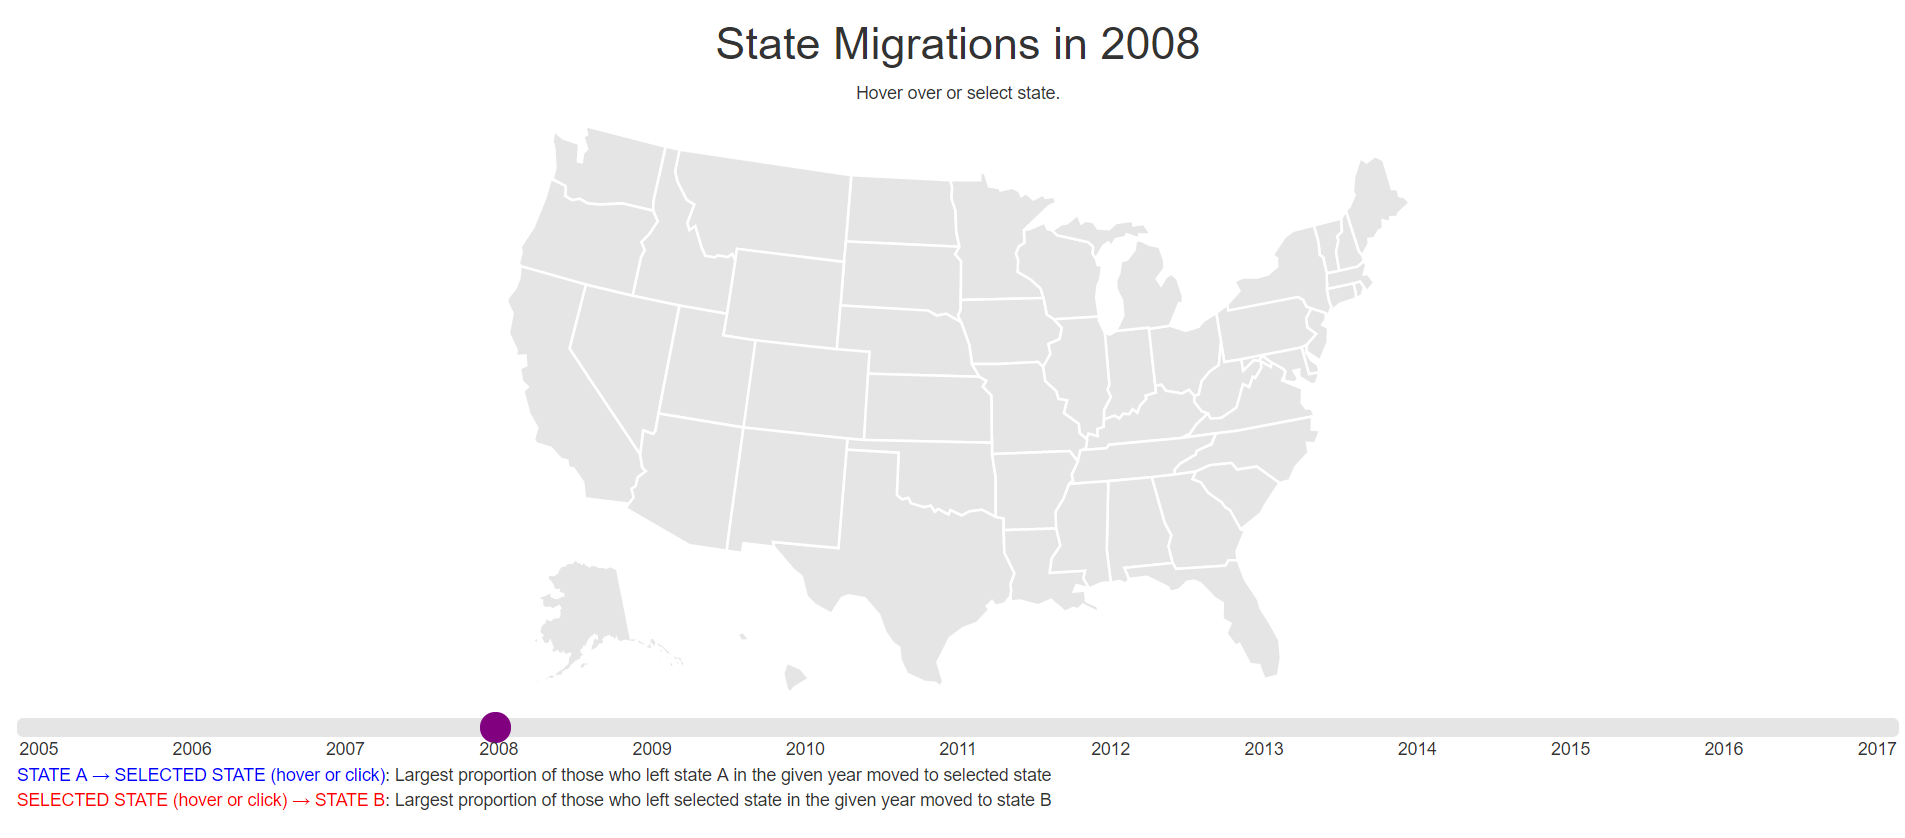 State Migrations in 2008
Hover over or select state.
2005 2006 2007 2008 2009 2010 2011 2012 2013 2014 2015 2016 2017
STATE A → SELECTED STATE (hover or click): Largest proportion of those who left state A in the given year moved to selected state
SELECTED STATE (hover or click) → STATE B: Largest proportion of those who left selected state in the given year moved to state B